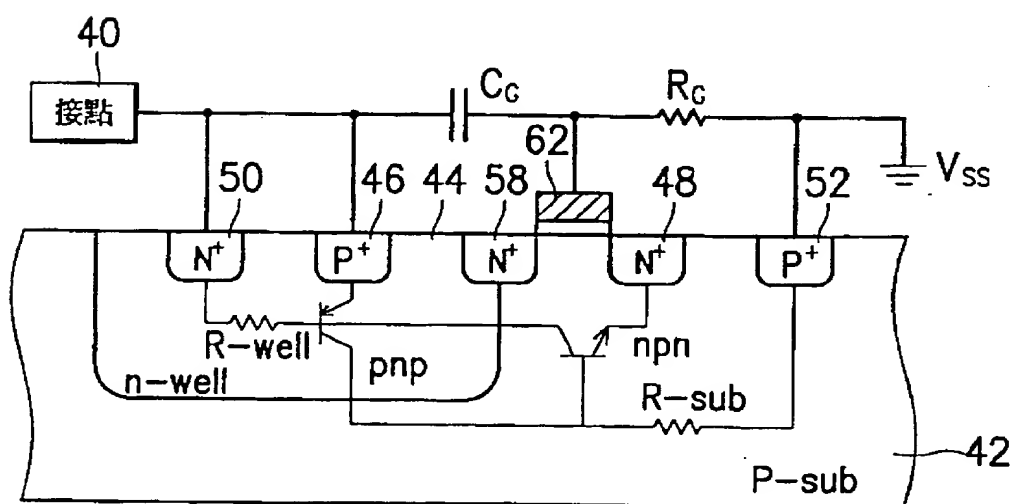 40
接點
C_G
R_G
V_SS
50
46
44
58
62
48
52
N+
P+
N+
N+
P+
R-well
pnp
npn
n-well
R-sub
P-sub
42